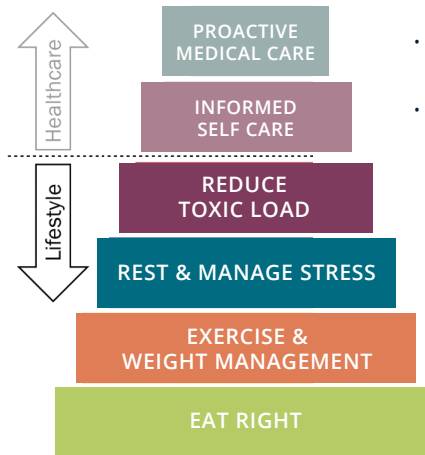 PROACTIVE
MEDICAL CARE
INFORMED
SELF CARE
Healthcare
Lifestyle
REDUCE
TOXIC LOAD
REST & MANAGE STRESS
EXERCISE &
WEIGHT MANAGEMENT
EAT RIGHT